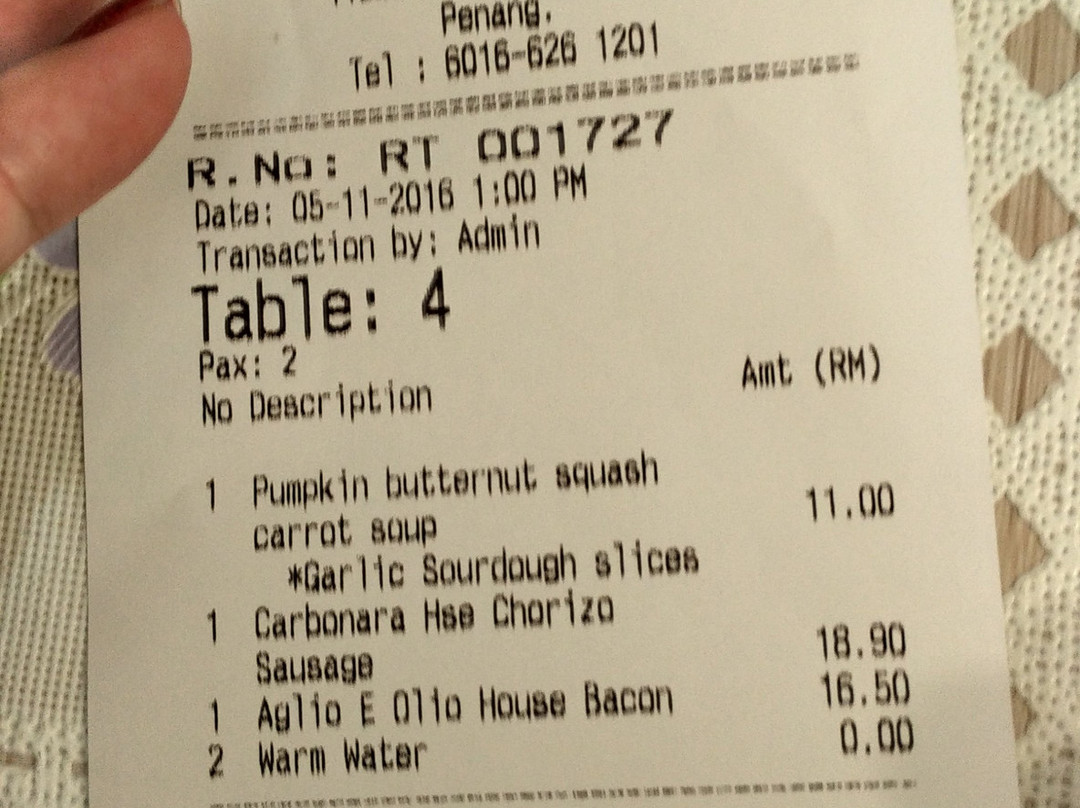 Penang.
Tel : 6016-626 1201
R.No: RT 001727
Date: 05-11-2016 1:00 PM
Transaction by: Admin
Table: 4
Pax: 2
No Description Amt (RM)
1 Pumpkin butternut squash
carrot soup 11.00
*Garlic Sourdough slices
1 Carbonara Hse Chorizo
Sausage 18.90
1 Aglio E Olio House Bacon 16.50
2 Warm Water 0.00